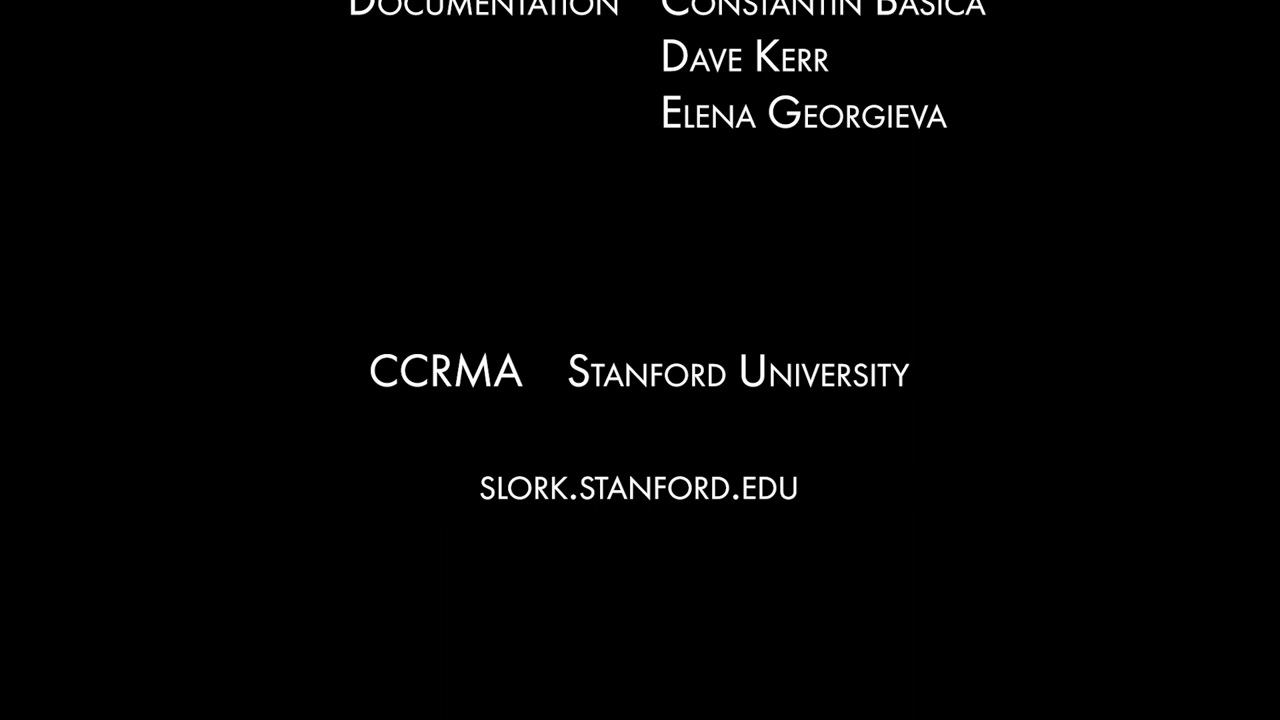 Documentation Constantin Basica
Dave Kerr
Elena Georgieva
CCRMA Stanford University
slork.stanford.edu